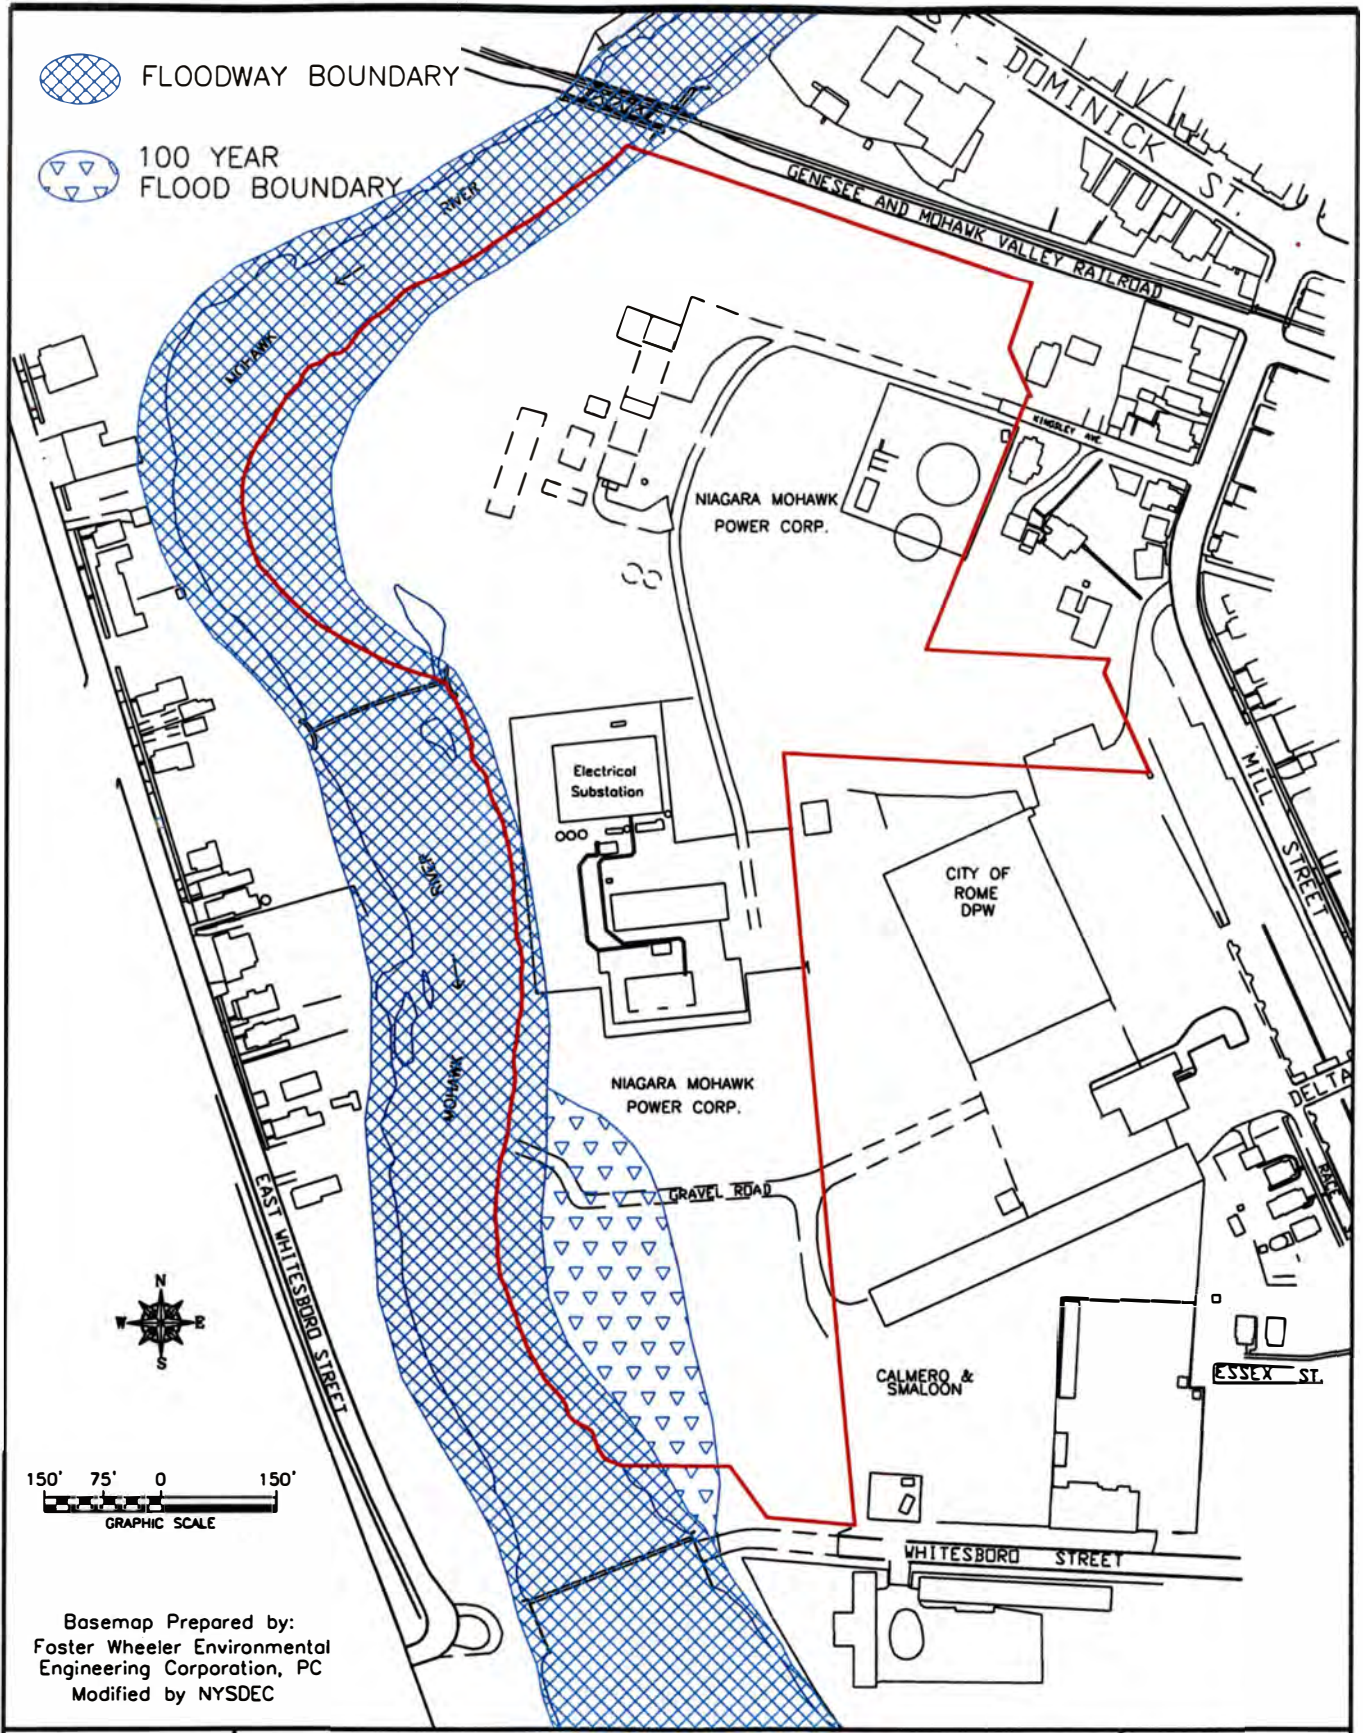 FLOODWAY BOUNDARY
100 YEAR
FLOOD BOUNDARY
DOMINICK ST.
GENESEE AND MOHAWK VALLEY RAILROAD
RIVER
MOHAWK
KINGSLEY AVE.
NIAGARA MOHAWK
POWER CORP.
Electrical
Substation
MILL STREET
CITY OF
ROME
DPW
RIVER
MOHAWK
NIAGARA MOHAWK
POWER CORP.
DELTA
RACE
GRAVEL ROAD
EAST WHITESBORO STREET
N
W E
S
ESSEX ST.
CALMERO &
SMALOON
150' 75' 0 150'
GRAPHIC SCALE
WHITESBORO STREET
Basemap Prepared by:
Foster Wheeler Environmental
Engineering Corporation, PC
Modified by NYSDEC